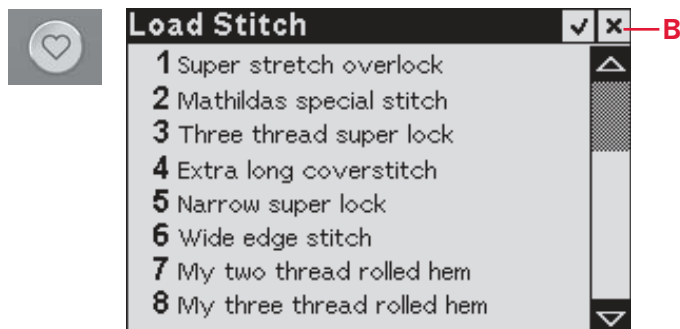 Load Stitch
B
1 Super stretch overlock
2 Mathildas special stitch
3 Three thread super lock
4 Extra long coverstitch
5 Narrow super lock
6 Wide edge stitch
7 My two thread rolled hem
8 My three thread rolled hem